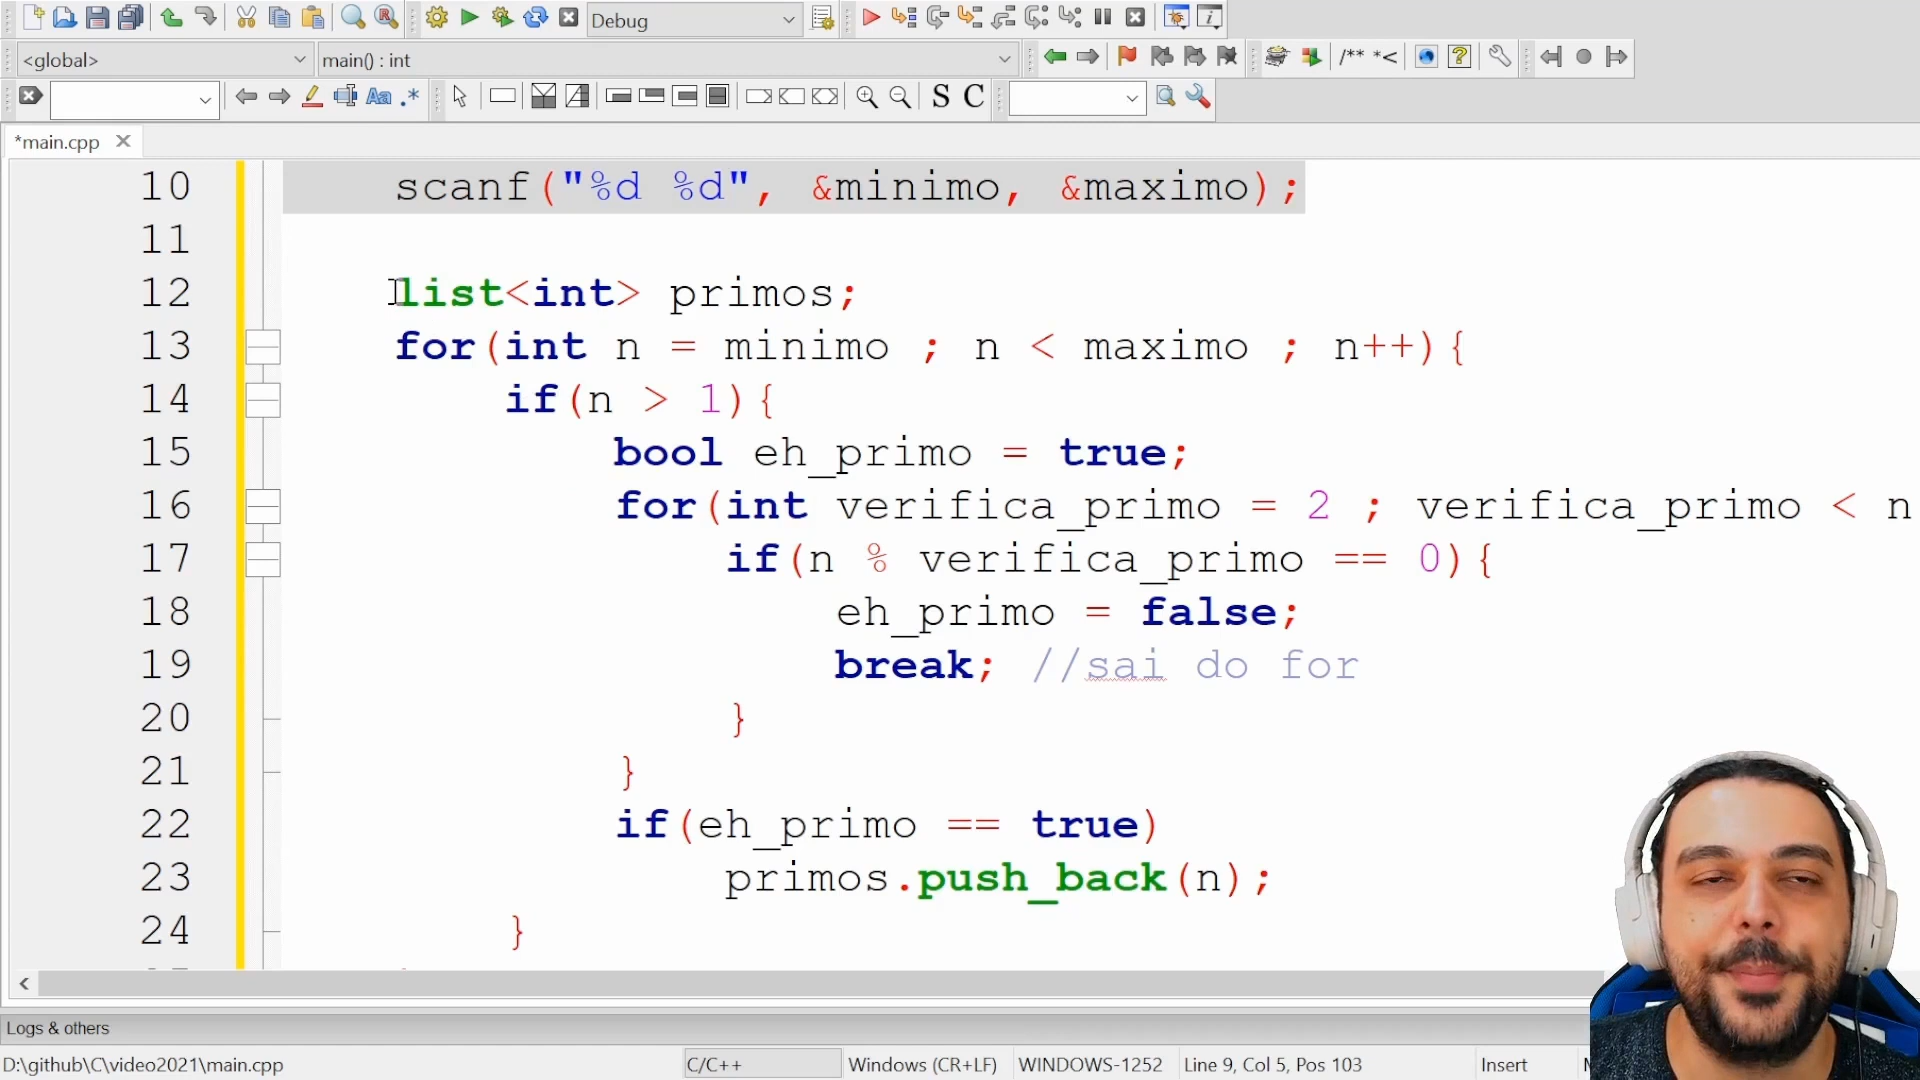 Debug
<global>
main() : int
/** *<
Aa .*
S C
*main.cpp
10 scanf("%d %d", &minimo, &maximo);
11
12 list<int> primos;
13 for(int n = minimo ; n < maximo ; n++){
14 if(n > 1){
15 bool eh_primo = true;
16 for(int verifica_primo = 2 ; verifica_primo < n
17 if(n % verifica_primo == 0){
18 eh_primo = false;
19 break; //sai do for
20 }
21 }
22 if(eh_primo == true)
23 primos.push_back(n);
24 }
Logs & others
D:\github\C\video2021\main.cpp
C/C++
Windows (CR+LF)
WINDOWS-1252
Line 9, Col 5, Pos 103
Insert